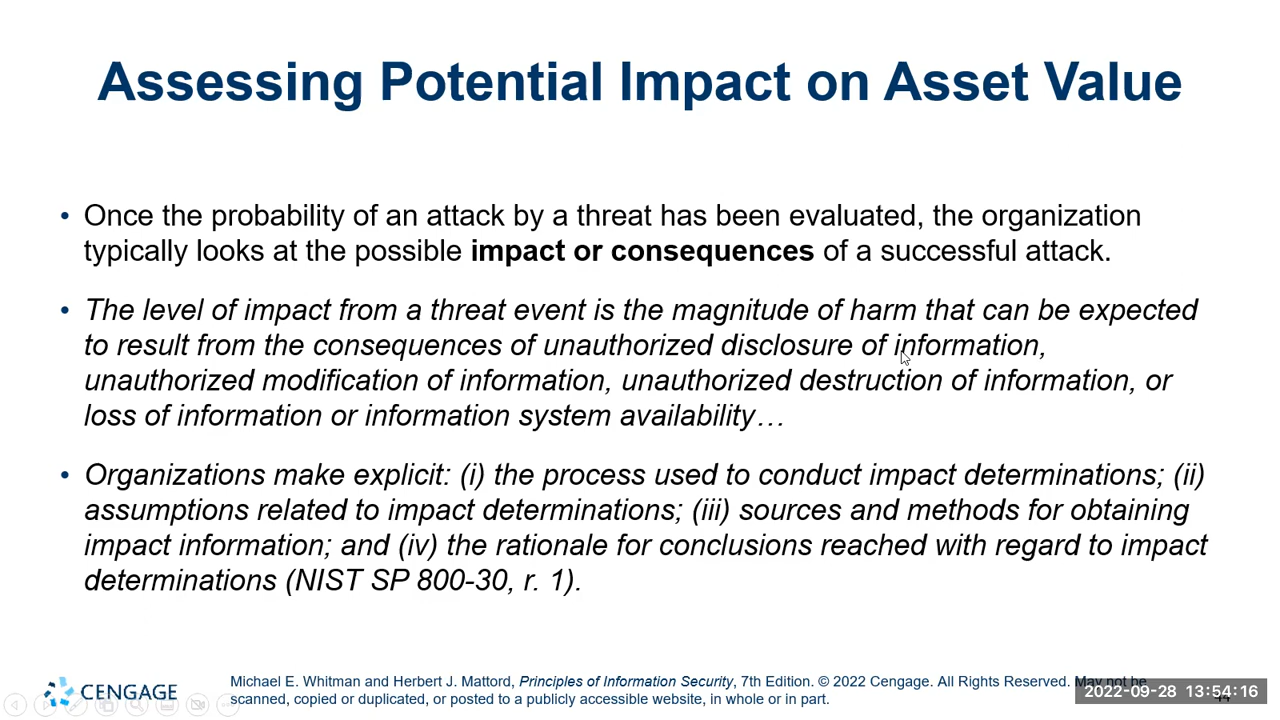 Assessing Potential Impact on Asset Value
• Once the probability of an attack by a threat has been evaluated, the organization
typically looks at the possible impact or consequences of a successful attack.
• The level of impact from a threat event is the magnitude of harm that can be expected
to result from the consequences of unauthorized disclosure of information,
unauthorized modification of information, unauthorized destruction of information, or
loss of information or information system availability…
• Organizations make explicit: (i) the process used to conduct impact determinations; (ii)
assumptions related to impact determinations; (iii) sources and methods for obtaining
impact information; and (iv) the rationale for conclusions reached with regard to impact
determinations (NIST SP 800-30, r. 1).
CENGAGE
Michael E. Whitman and Herbert J. Mattord, Principles of Information Security, 7th Edition. © 2022 Cengage. All Rights Reserved. May not be
scanned, copied or duplicated, or posted to a publicly accessible website, in whole or in part.
2022-09-28 13:54:16